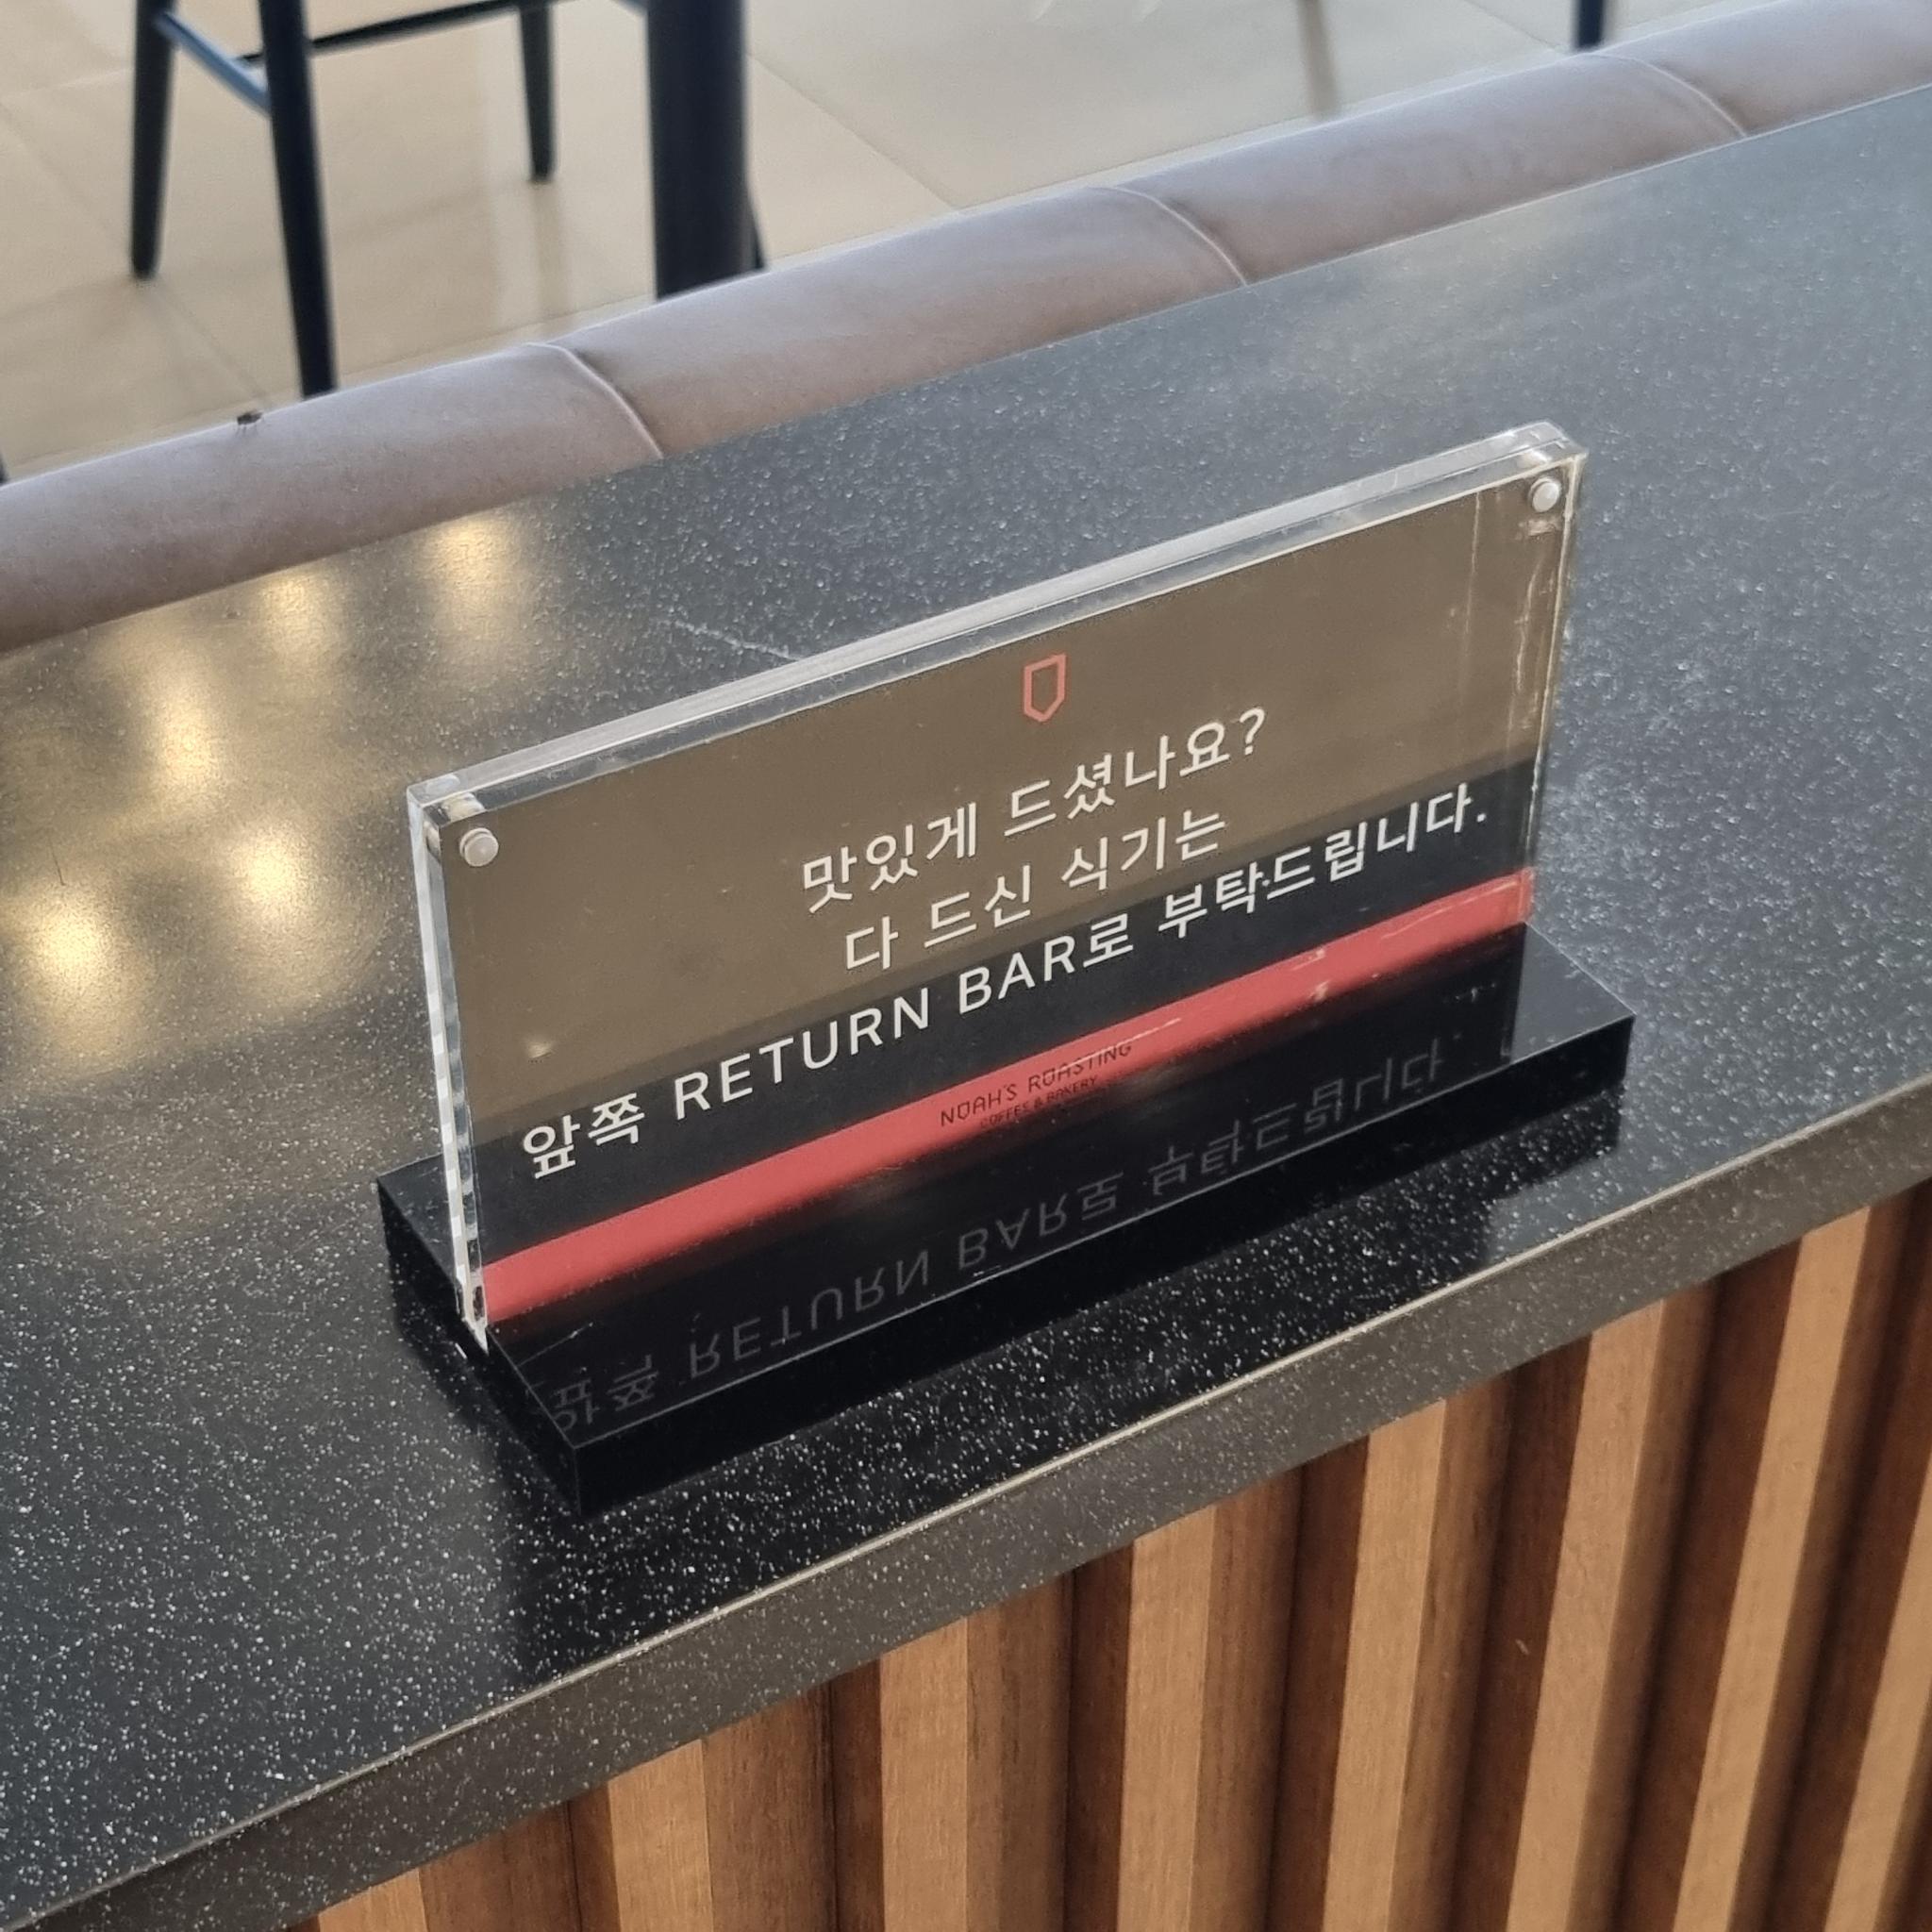 맛있게 드셨나요?
다 드신 식기는
앞쪽 RETURN BAR로 부탁드립니다.
NOAH'S ROASTING
COFFEE & BAKERY